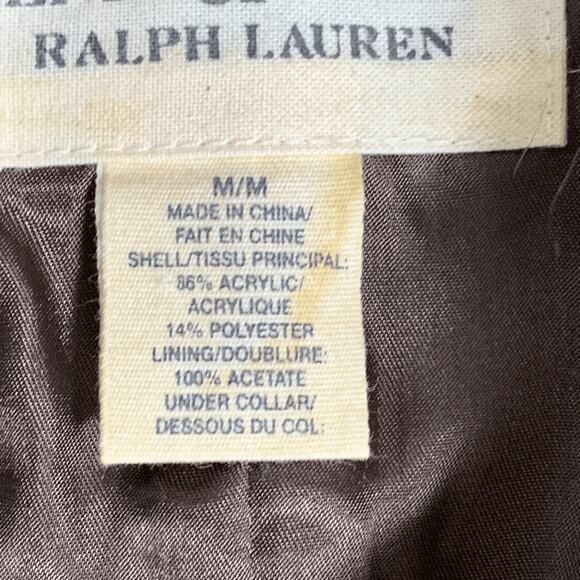 RALPH LAUREN
M/M
MADE IN CHINA/
FAIT EN CHINE
SHELL/TISSU PRINCIPAL:
86% ACRYLIC/
ACRYLIQUE
14% POLYESTER
LINING/DOUBLURE:
100% ACETATE
UNDER COLLAR/
DESSOUS DU COL: